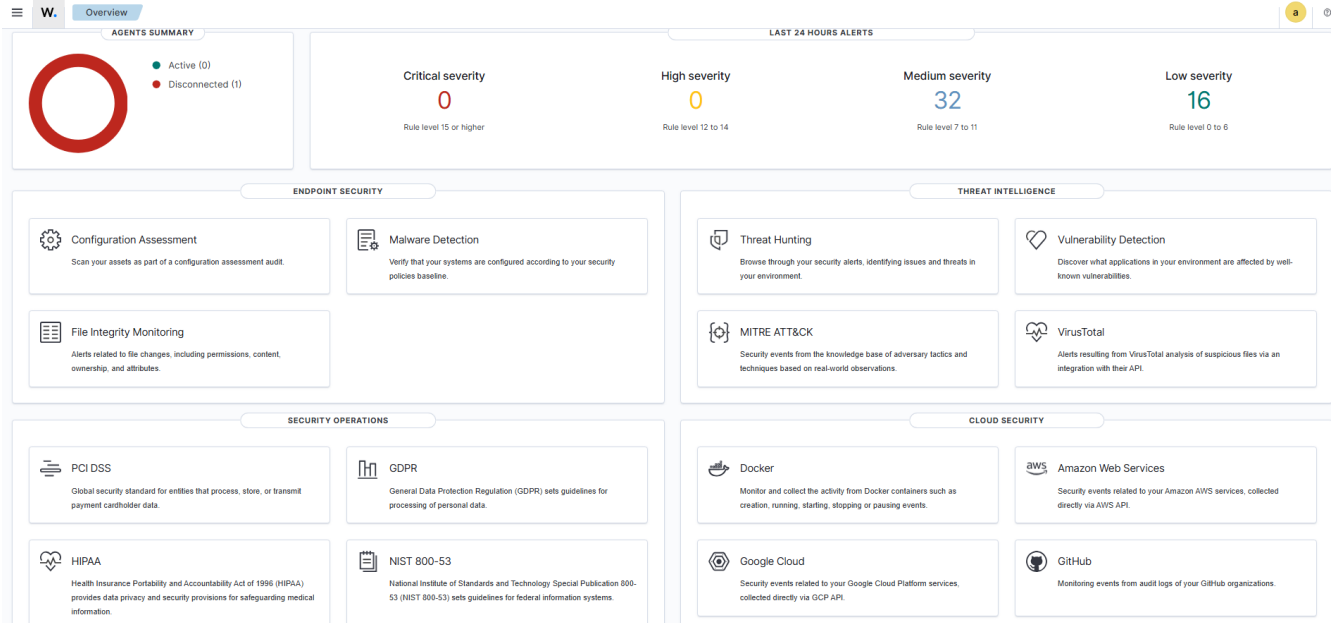 W. Overview a
AGENTS SUMMARY
Active (0)
Disconnected (1)
LAST 24 HOURS ALERTS
Critical severity
0
Rule level 15 or higher
High severity
0
Rule level 12 to 14
Medium severity
32
Rule level 7 to 11
Low severity
16
Rule level 0 to 6
ENDPOINT SECURITY
Configuration Assessment
Scan your assets as part of a configuration assessment audit.
Malware Detection
Verify that your systems are configured according to your security
policies baseline.
File Integrity Monitoring
Alerts related to file changes, including permissions, content,
ownership, and attributes.
THREAT INTELLIGENCE
Threat Hunting
Browse through your security alerts, identifying issues and threats in
your environment.
Vulnerability Detection
Discover what applications in your environment are affected by well-
known vulnerabilities.
MITRE ATT&CK
Security events from the knowledge base of adversary tactics and
techniques based on real-world observations.
VirusTotal
Alerts resulting from VirusTotal analysis of suspicious files via an
integration with their API.
SECURITY OPERATIONS
PCI DSS
Global security standard for entities that process, store, or transmit
payment cardholder data.
GDPR
General Data Protection Regulation (GDPR) sets guidelines for
processing of personal data.
HIPAA
Health Insurance Portability and Accountability Act of 1996 (HIPAA)
provides data privacy and security provisions for safeguarding medical
information.
NIST 800-53
National Institute of Standards and Technology Special Publication 800-
53 (NIST 800-53) sets guidelines for federal information systems.
CLOUD SECURITY
Docker
Monitor and collect the activity from Docker containers such as
creation, running, starting, stopping or pausing events.
aws
Amazon Web Services
Security events related to your Amazon AWS services, collected
directly via AWS API.
Google Cloud
Security events related to your Google Cloud Platform services,
collected directly via GCP API.
GitHub
Monitoring events from audit logs of your GitHub organizations.